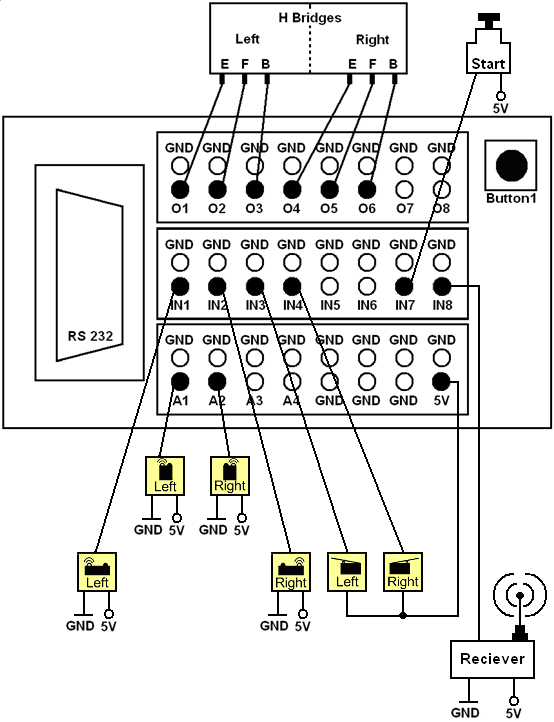 H Bridges
Left Right
E F B E F B
Start
5V
GND GND GND GND GND GND GND GND
O1 O2 O3 O4 O5 O6 O7 O8
Button1
GND GND GND GND GND GND GND GND
IN1 IN2 IN3 IN4 IN5 IN6 IN7 IN8
RS 232
GND GND GND GND GND GND GND GND
A1 A2 A3 A4 GND GND GND 5V
Left Right
GND 5V GND 5V
Left Right Left Right
GND 5V GND 5V
Reciever
GND 5V